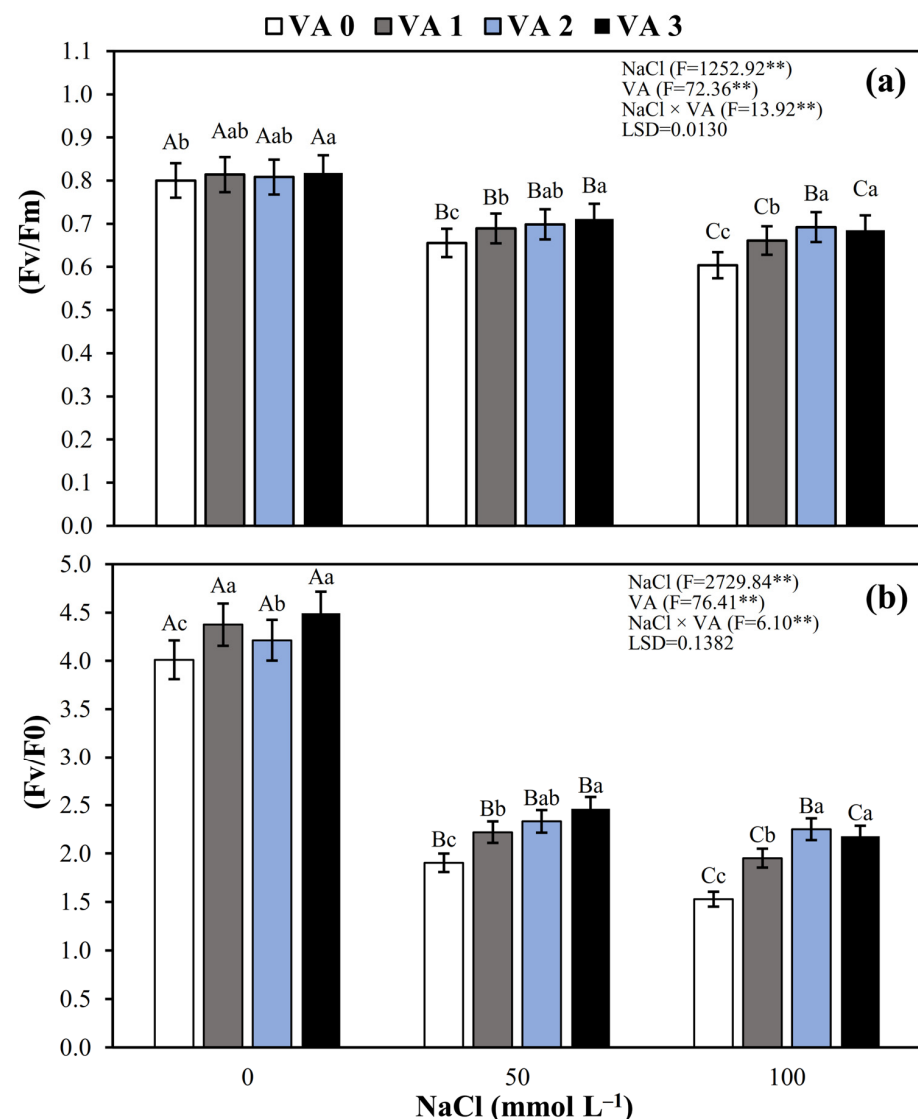 VA 0 VA 1 VA 2 VA 3
1.1
1.0
0.9
0.8
0.7
0.6
0.5
0.4
0.3
0.2
0.1
0.0
(Fv/Fm)
NaCl (F=1252.92**)
VA (F=72.36**)
NaCl × VA (F=13.92**)
LSD=0.0130
(a)
Ab Aab Aab Aa
Bc Bb Bab Ba
Cc Cb Ba Ca
5.0
4.5
4.0
3.5
3.0
2.5
2.0
1.5
1.0
0.5
0.0
(Fv/F0)
NaCl (F=2729.84**)
VA (F=76.41**)
NaCl × VA (F=6.10**)
LSD=0.1382
(b)
Ac Aa Ab Aa
Bc Bb Bab Ba
Cc Cb Ba Ca
0 50 100
NaCl (mmol L⁻¹)